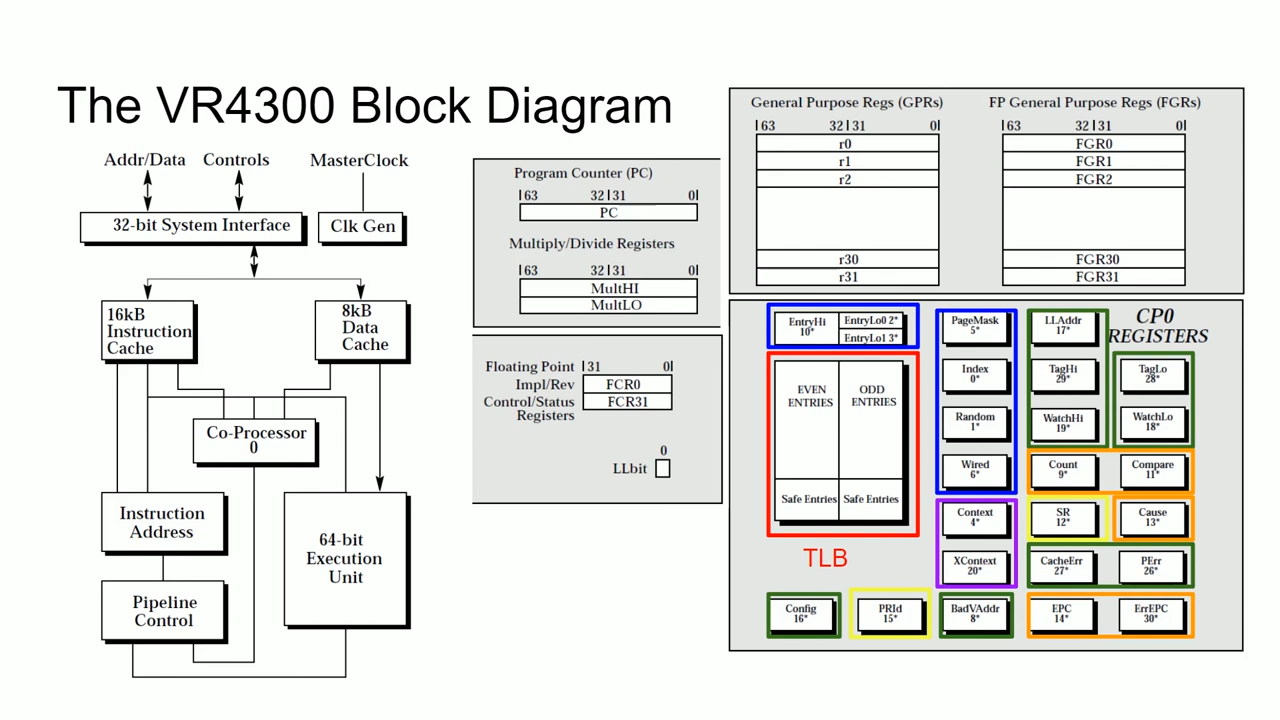 The VR4300 Block Diagram
Addr/Data Controls MasterClock
32-bit System Interface
Clk Gen
16kB
Instruction
Cache
8kB
Data
Cache
Co-Processor
0
Instruction
Address
64-bit
Execution
Unit
Pipeline
Control
Program Counter (PC)
63 32 31 0
PC
Multiply/Divide Registers
63 32 31 0
MultHI
MultLO
Floating Point 31 0
Impl/Rev FCR0
Control/Status FCR31
Registers
0
LLbit
General Purpose Regs (GPRs)
63 32 31 0
r0
r1
r2
r30
r31
FP General Purpose Regs (FGRs)
63 32 31 0
FGR0
FGR1
FGR2
FGR30
FGR31
CP0
REGISTERS
EntryHi
10*
EntryLo0 2*
EntryLo1 3*
EVEN
ENTRIES
ODD
ENTRIES
Safe Entries Safe Entries
TLB
PageMask
5*
LLAddr
17*
Index
0*
TagHi
29*
TagLo
28*
Random
1*
WatchHi
19*
WatchLo
18*
Wired
6*
Count
9*
Compare
11*
Context
4*
SR
12*
Cause
13*
XContext
20*
CacheErr
27*
PErr
26*
Config
16*
PRId
15*
BadVAddr
8*
EPC
14*
ErrEPC
30*